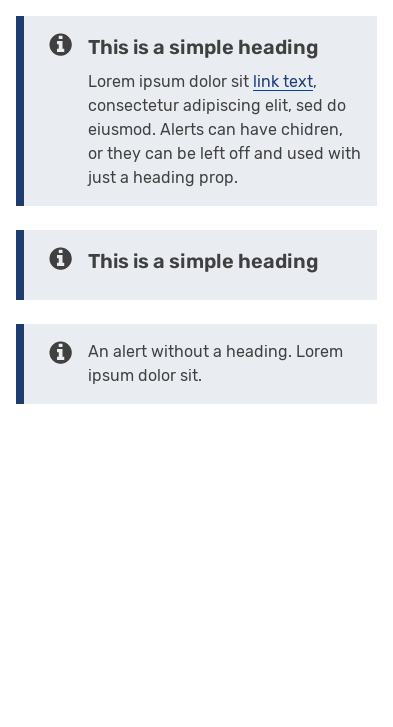 This is a simple heading
Lorem ipsum dolor sit link text,
consectetur adipiscing elit, sed do
eiusmod. Alerts can have chidren,
or they can be left off and used with
just a heading prop.
This is a simple heading
An alert without a heading. Lorem
ipsum dolor sit.